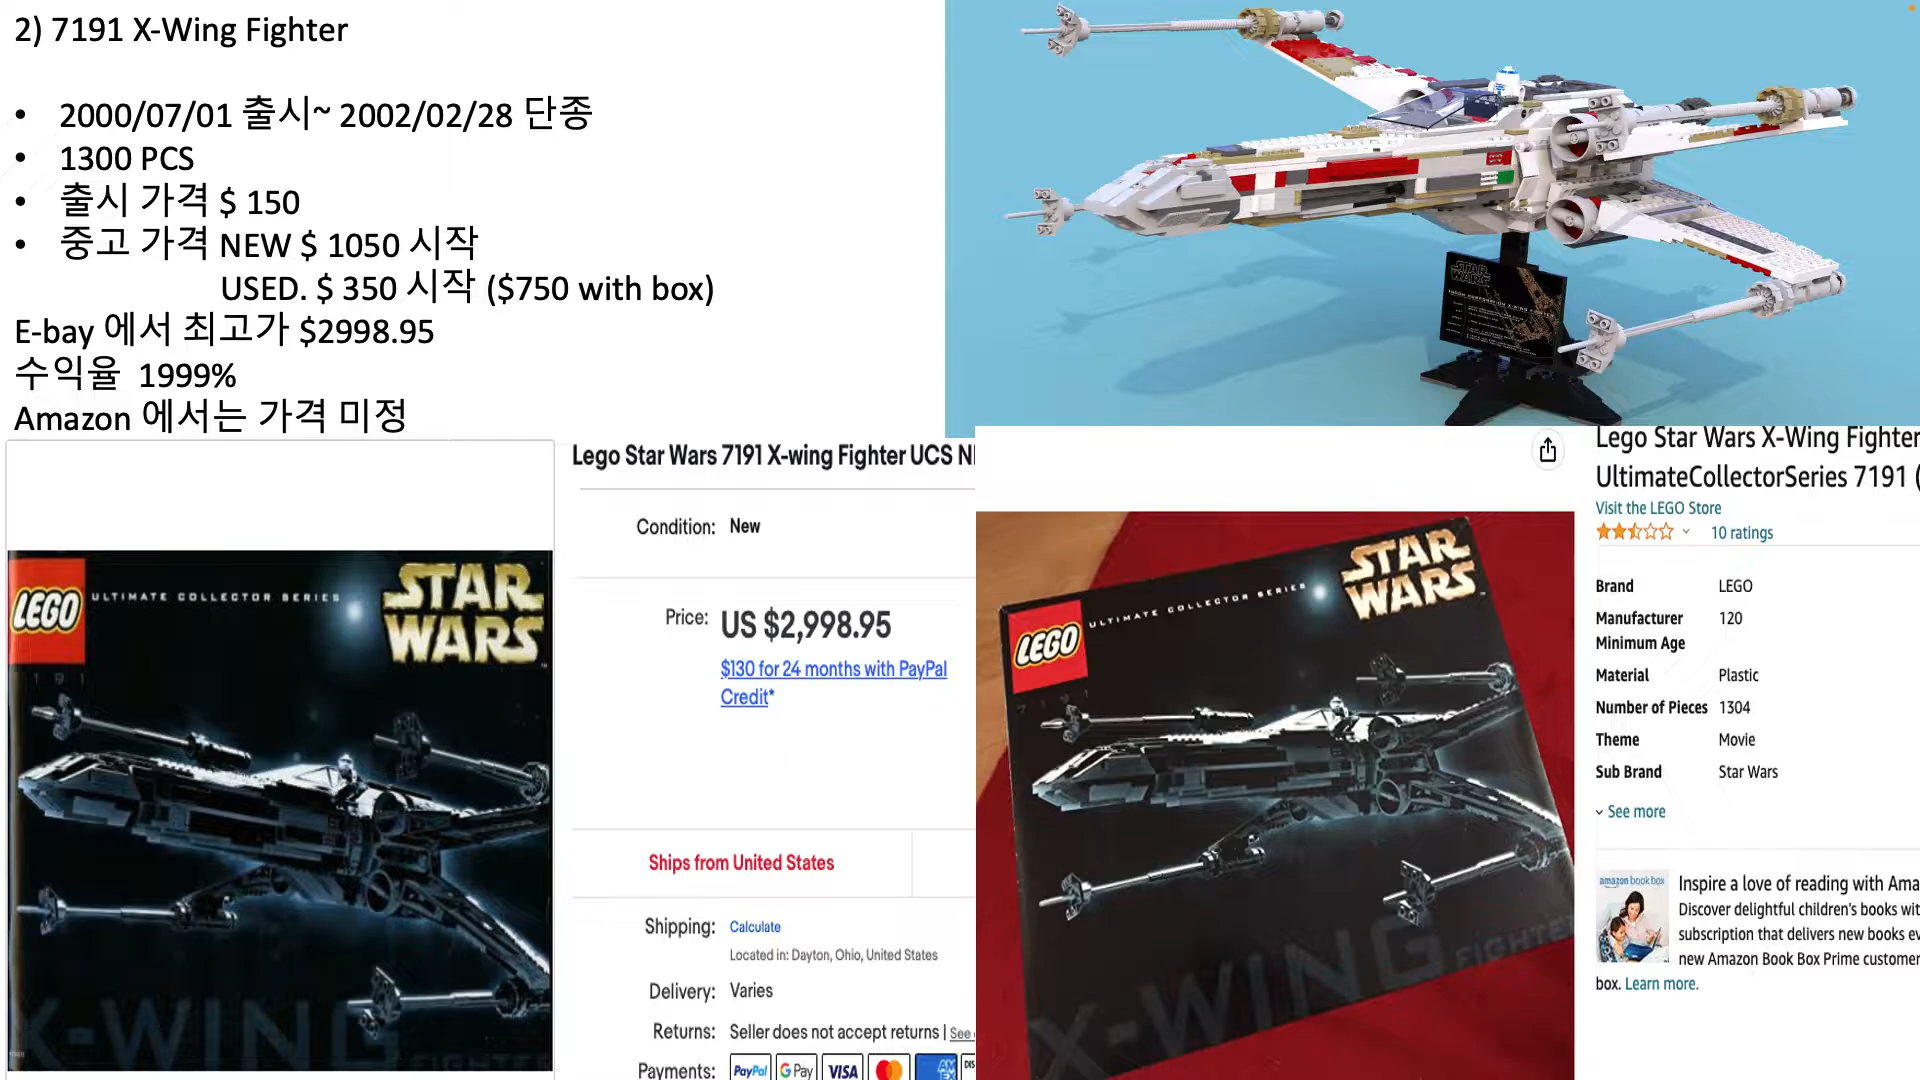 2) 7191 X-Wing Fighter
• 2000/07/01 출시~ 2002/02/28 단종
• 1300 PCS
• 출시 가격 $ 150
• 중고 가격 NEW $ 1050 시작
USED. $ 350 시작 ($750 with box)
E-bay 에서 최고가 $2998.95
수익율 1999%
Amazon 에서는 가격 미정
STAR
WARS
LEGO
ULTIMATE COLLECTOR SERIES
STAR
WARS
X-WING
FIGHTER
Lego Star Wars 7191 X-wing Fighter UCS
Condition: New
Price: US $2,998.95
$130 for 24 months with PayPal
Credit*
Ships from United States
Shipping: Calculate
Located in: Dayton, Ohio, United States
Delivery: Varies
Returns: Seller does not accept returns | See
Payments: PayPal G Pay VISA
LEGO
ULTIMATE COLLECTOR SERIES
STAR
WARS
X-WING
FIGHTE
Lego Star Wars X-Wing Fighter
UltimateCollectorSeries 7191 (
Visit the LEGO Store
10 ratings
Brand LEGO
Manufacturer 120
Minimum Age
Material Plastic
Number of Pieces 1304
Theme Movie
Sub Brand Star Wars
See more
amazon book box
Inspire a love of reading with Ama
Discover delightful children's books wit
subscription that delivers new books ev
new Amazon Book Box Prime customer
box. Learn more.